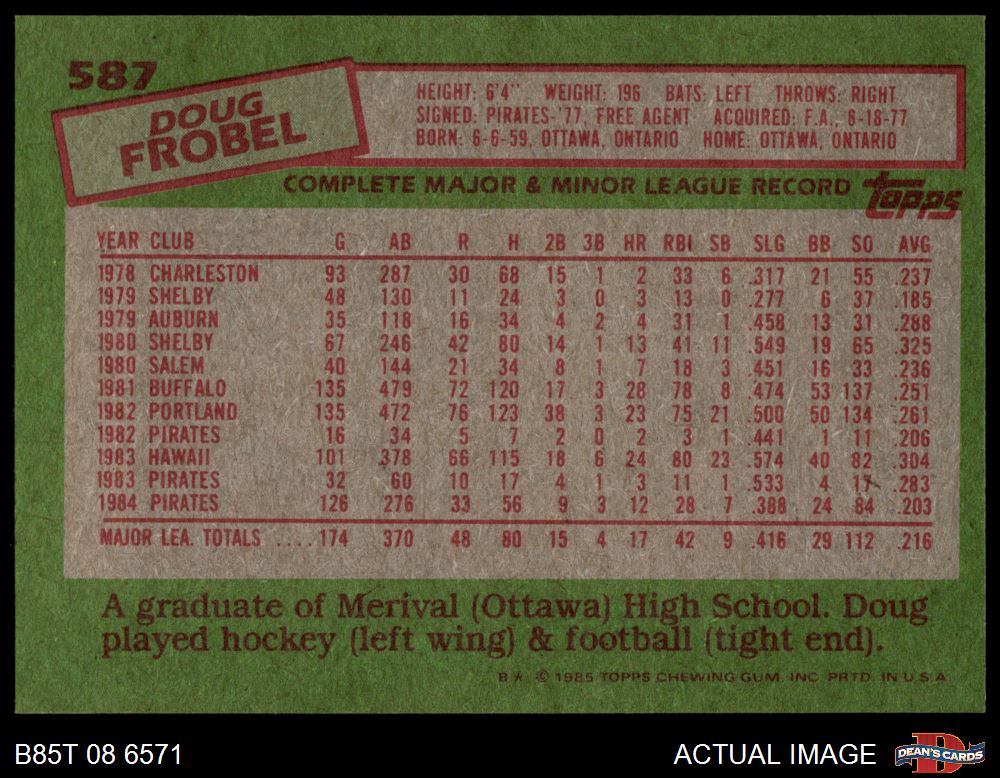 587
DOUG
FROBEL
HEIGHT: 6'4" WEIGHT: 196 BATS: LEFT THROWS: RIGHT
SIGNED: PIRATES-'77, FREE AGENT ACQUIRED: F.A., 8-18-77
BORN: 6-6-59, OTTAWA, ONTARIO HOME: OTTAWA, ONTARIO
COMPLETE MAJOR & MINOR LEAGUE RECORD topps
YEAR CLUB G AB R H 2B 3B HR RBI SB SLG BB SO AVG
1978 CHARLESTON 93 287 30 68 15 1 2 33 6 .317 21 55 .237
1979 SHELBY 48 130 11 24 3 0 3 13 0 .277 6 37 .185
1979 AUBURN 35 118 16 34 4 2 4 31 1 .458 13 31 .288
1980 SHELBY 67 246 42 80 14 1 13 41 11 .549 19 65 .325
1980 SALEM 40 144 21 34 8 1 7 18 3 .451 16 33 .236
1981 BUFFALO 135 479 72 120 17 3 28 78 8 .474 53 137 .251
1982 PORTLAND 135 472 76 123 38 3 23 75 21 .500 50 134 .261
1982 PIRATES 16 34 5 7 2 0 2 3 1 .441 1 11 .206
1983 HAWAII 101 378 66 115 18 6 24 80 23 .574 40 82 .304
1983 PIRATES 32 60 10 17 4 1 3 11 1 .533 4 17 .283
1984 PIRATES 126 276 33 56 9 3 12 28 7 .388 24 84 .203
MAJOR LEA. TOTALS ....174 370 48 80 15 4 17 42 9 .416 29 112 .216
A graduate of Merival (Ottawa) High School. Doug
played hockey (left wing) & football (tight end).
B★ © 1985 TOPPS CHEWING GUM, INC. PRTD. IN U.S.A.
B85T 08 6571 ACTUAL IMAGE DEAN'S CARDS